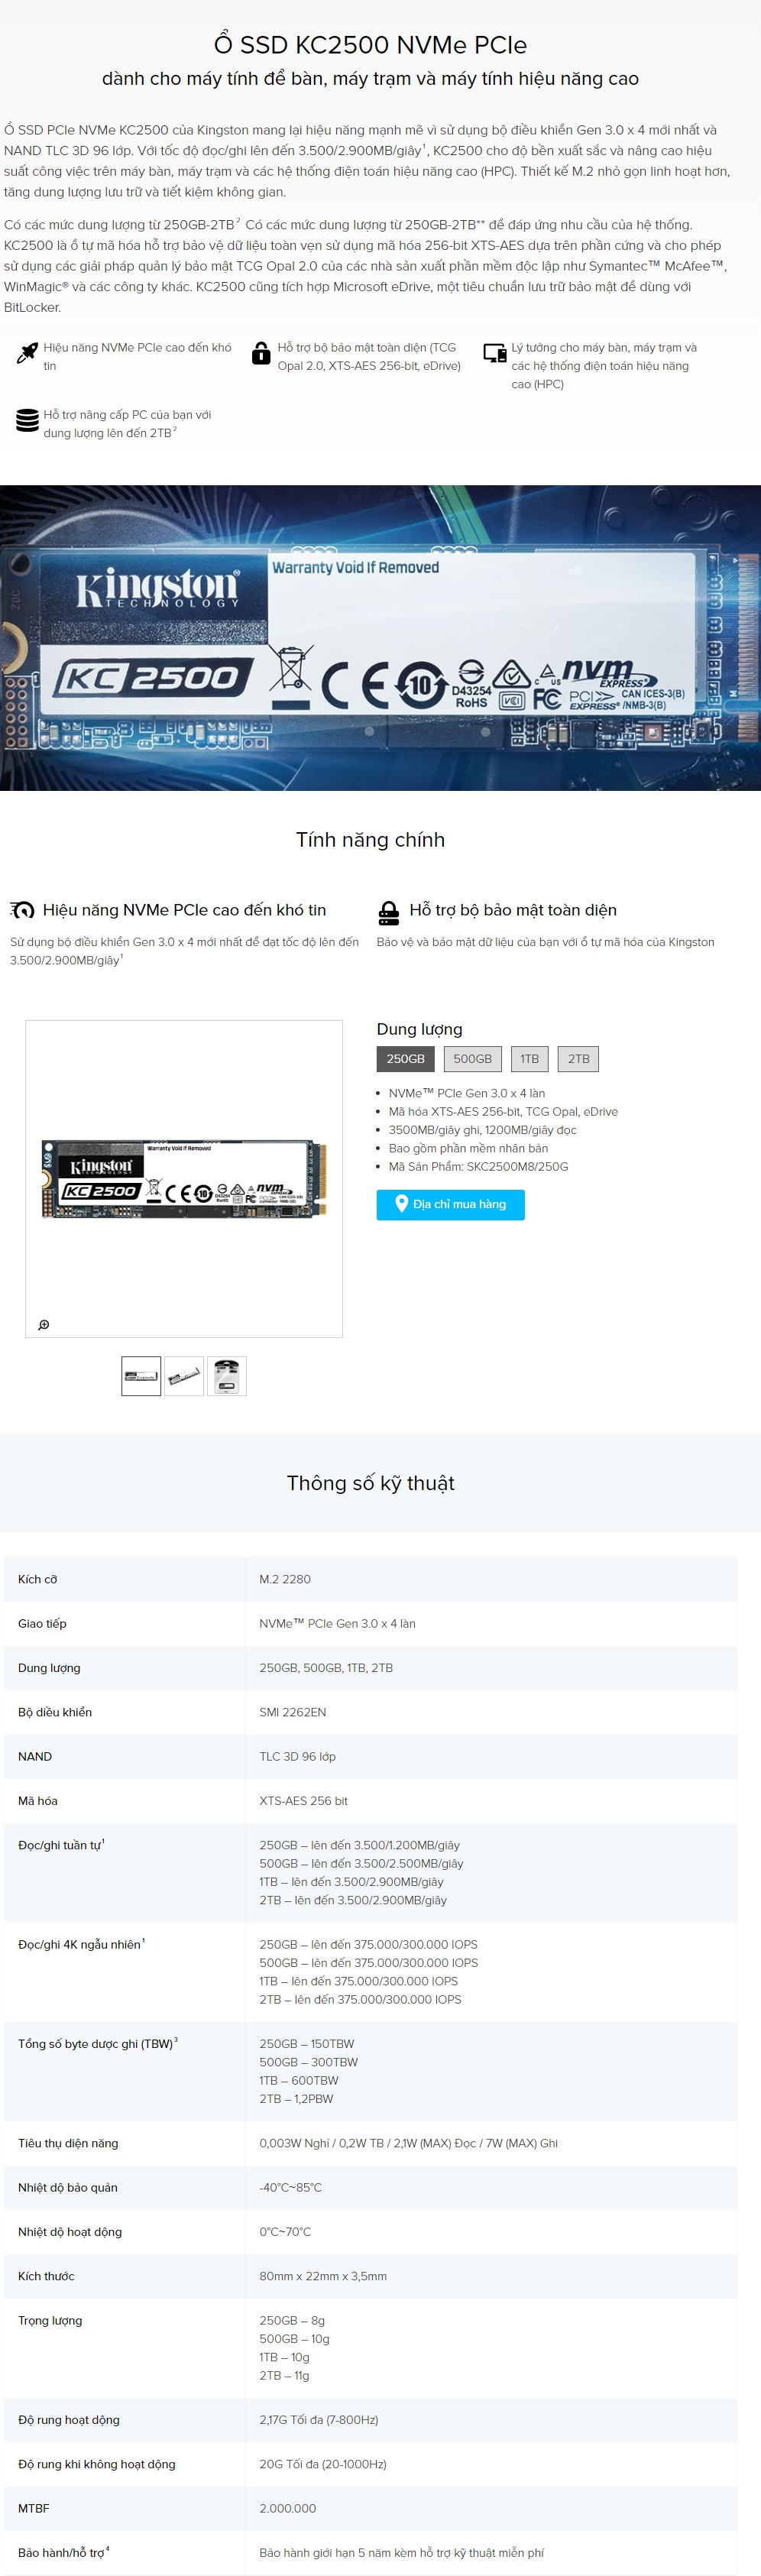 Ổ SSD KC2500 NVMe PCIe
dành cho máy tính để bàn, máy trạm và máy tính hiệu năng cao
Ổ SSD PCIe NVMe KC2500 của Kingston mang lại hiệu năng mạnh mẽ vì sử dụng bộ điều khiển Gen 3.0 x 4 mới nhất và
NAND TLC 3D 96 lớp. Với tốc độ đọc/ghi lên đến 3.500/2.900MB/giây¹, KC2500 cho độ bền xuất sắc và nâng cao hiệu
suất công việc trên máy bàn, máy trạm và các hệ thống điện toán hiệu năng cao (HPC). Thiết kế M.2 nhỏ gọn linh hoạt hơn,
tăng dung lượng lưu trữ và tiết kiệm không gian.
Có các mức dung lượng từ 250GB-2TB² Có các mức dung lượng từ 250GB-2TB** để đáp ứng nhu cầu của hệ thống.
KC2500 là ổ tự mã hóa hỗ trợ bảo vệ dữ liệu toàn vẹn sử dụng mã hóa 256-bit XTS-AES dựa trên phần cứng và cho phép
sử dụng các giải pháp quản lý bảo mật TCG Opal 2.0 của các nhà sản xuất phần mềm độc lập như Symantec™ McAfee™,
WinMagic® và các công ty khác. KC2500 cũng tích hợp Microsoft eDrive, một tiêu chuẩn lưu trữ bảo mật để dùng với
BitLocker.
Hiệu năng NVMe PCIe cao đến khó
tin
Hỗ trợ bộ bảo mật toàn diện (TCG
Opal 2.0, XTS-AES 256-bit, eDrive)
Lý tưởng cho máy bàn, máy trạm và
các hệ thống điện toán hiệu năng
cao (HPC)
Hỗ trợ nâng cấp PC của bạn với
dung lượng lên đến 2TB²
Warranty Void If Removed
Kingston
TECHNOLOGY
KC2500
CE
10
D43254
RoHS
VCI
C US
FC
nvm
EXPRESS
PCI
EXPRESS®
CAN ICES-3(B)
/NMB-3(B)
Tính năng chính
Hiệu năng NVMe PCIe cao đến khó tin
Sử dụng bộ điều khiển Gen 3.0 x 4 mới nhất để đạt tốc độ lên đến
3.500/2.900MB/giây¹
Hỗ trợ bộ bảo mật toàn diện
Bảo vệ và bảo mật dữ liệu của bạn với ổ tự mã hóa của Kingston
Warranty Void If Removed
Kingston
KC2500
Dung lượng
250GB 500GB 1TB 2TB
• NVMe™ PCIe Gen 3.0 x 4 làn
• Mã hóa XTS-AES 256-bit, TCG Opal, eDrive
• 3500MB/giây ghi, 1200MB/giây đọc
• Bao gồm phần mềm nhân bản
• Mã Sản Phẩm: SKC2500M8/250G
Địa chỉ mua hàng
Thông số kỹ thuật
Kích cỡ M.2 2280
Giao tiếp NVMe™ PCIe Gen 3.0 x 4 làn
Dung lượng 250GB, 500GB, 1TB, 2TB
Bộ điều khiển SMI 2262EN
NAND TLC 3D 96 lớp
Mã hóa XTS-AES 256 bit
Đọc/ghi tuần tự¹ 250GB – lên đến 3.500/1.200MB/giây
500GB – lên đến 3.500/2.500MB/giây
1TB – lên đến 3.500/2.900MB/giây
2TB – lên đến 3.500/2.900MB/giây
Đọc/ghi 4K ngẫu nhiên¹ 250GB – lên đến 375.000/300.000 IOPS
500GB – lên đến 375.000/300.000 IOPS
1TB – lên đến 375.000/300.000 IOPS
2TB – lên đến 375.000/300.000 IOPS
Tổng số byte được ghi (TBW)³ 250GB – 150TBW
500GB – 300TBW
1TB – 600TBW
2TB – 1,2PBW
Tiêu thụ điện năng 0,003W Nghỉ / 0,2W TB / 2,1W (MAX) Đọc / 7W (MAX) Ghi
Nhiệt độ bảo quản -40°C~85°C
Nhiệt độ hoạt động 0°C~70°C
Kích thước 80mm x 22mm x 3,5mm
Trọng lượng 250GB – 8g
500GB – 10g
1TB – 10g
2TB – 11g
Độ rung hoạt động 2,17G Tối đa (7-800Hz)
Độ rung khi không hoạt động 20G Tối đa (20-1000Hz)
MTBF 2.000.000
Bảo hành/hỗ trợ⁴ Bảo hành giới hạn 5 năm kèm hỗ trợ kỹ thuật miễn phí